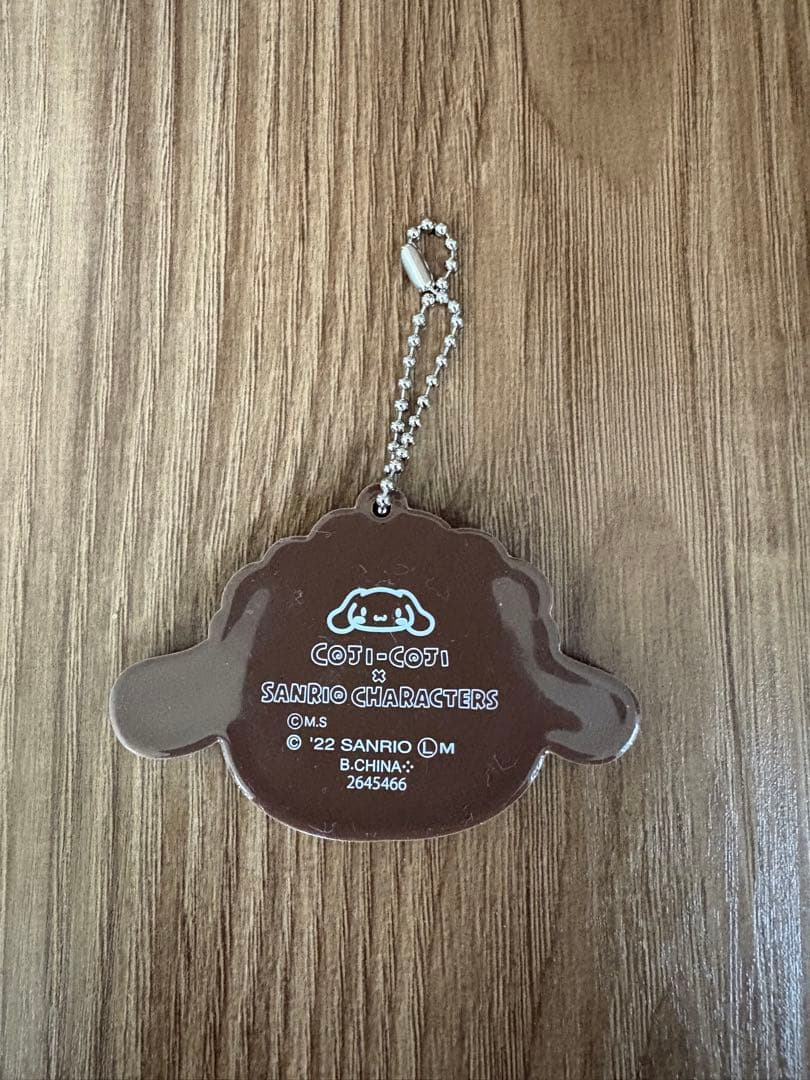 COJI-COJI
×
SANRIO CHARACTERS
©M.S
© '22 SANRIO ⓁM
B.CHINA
2645466